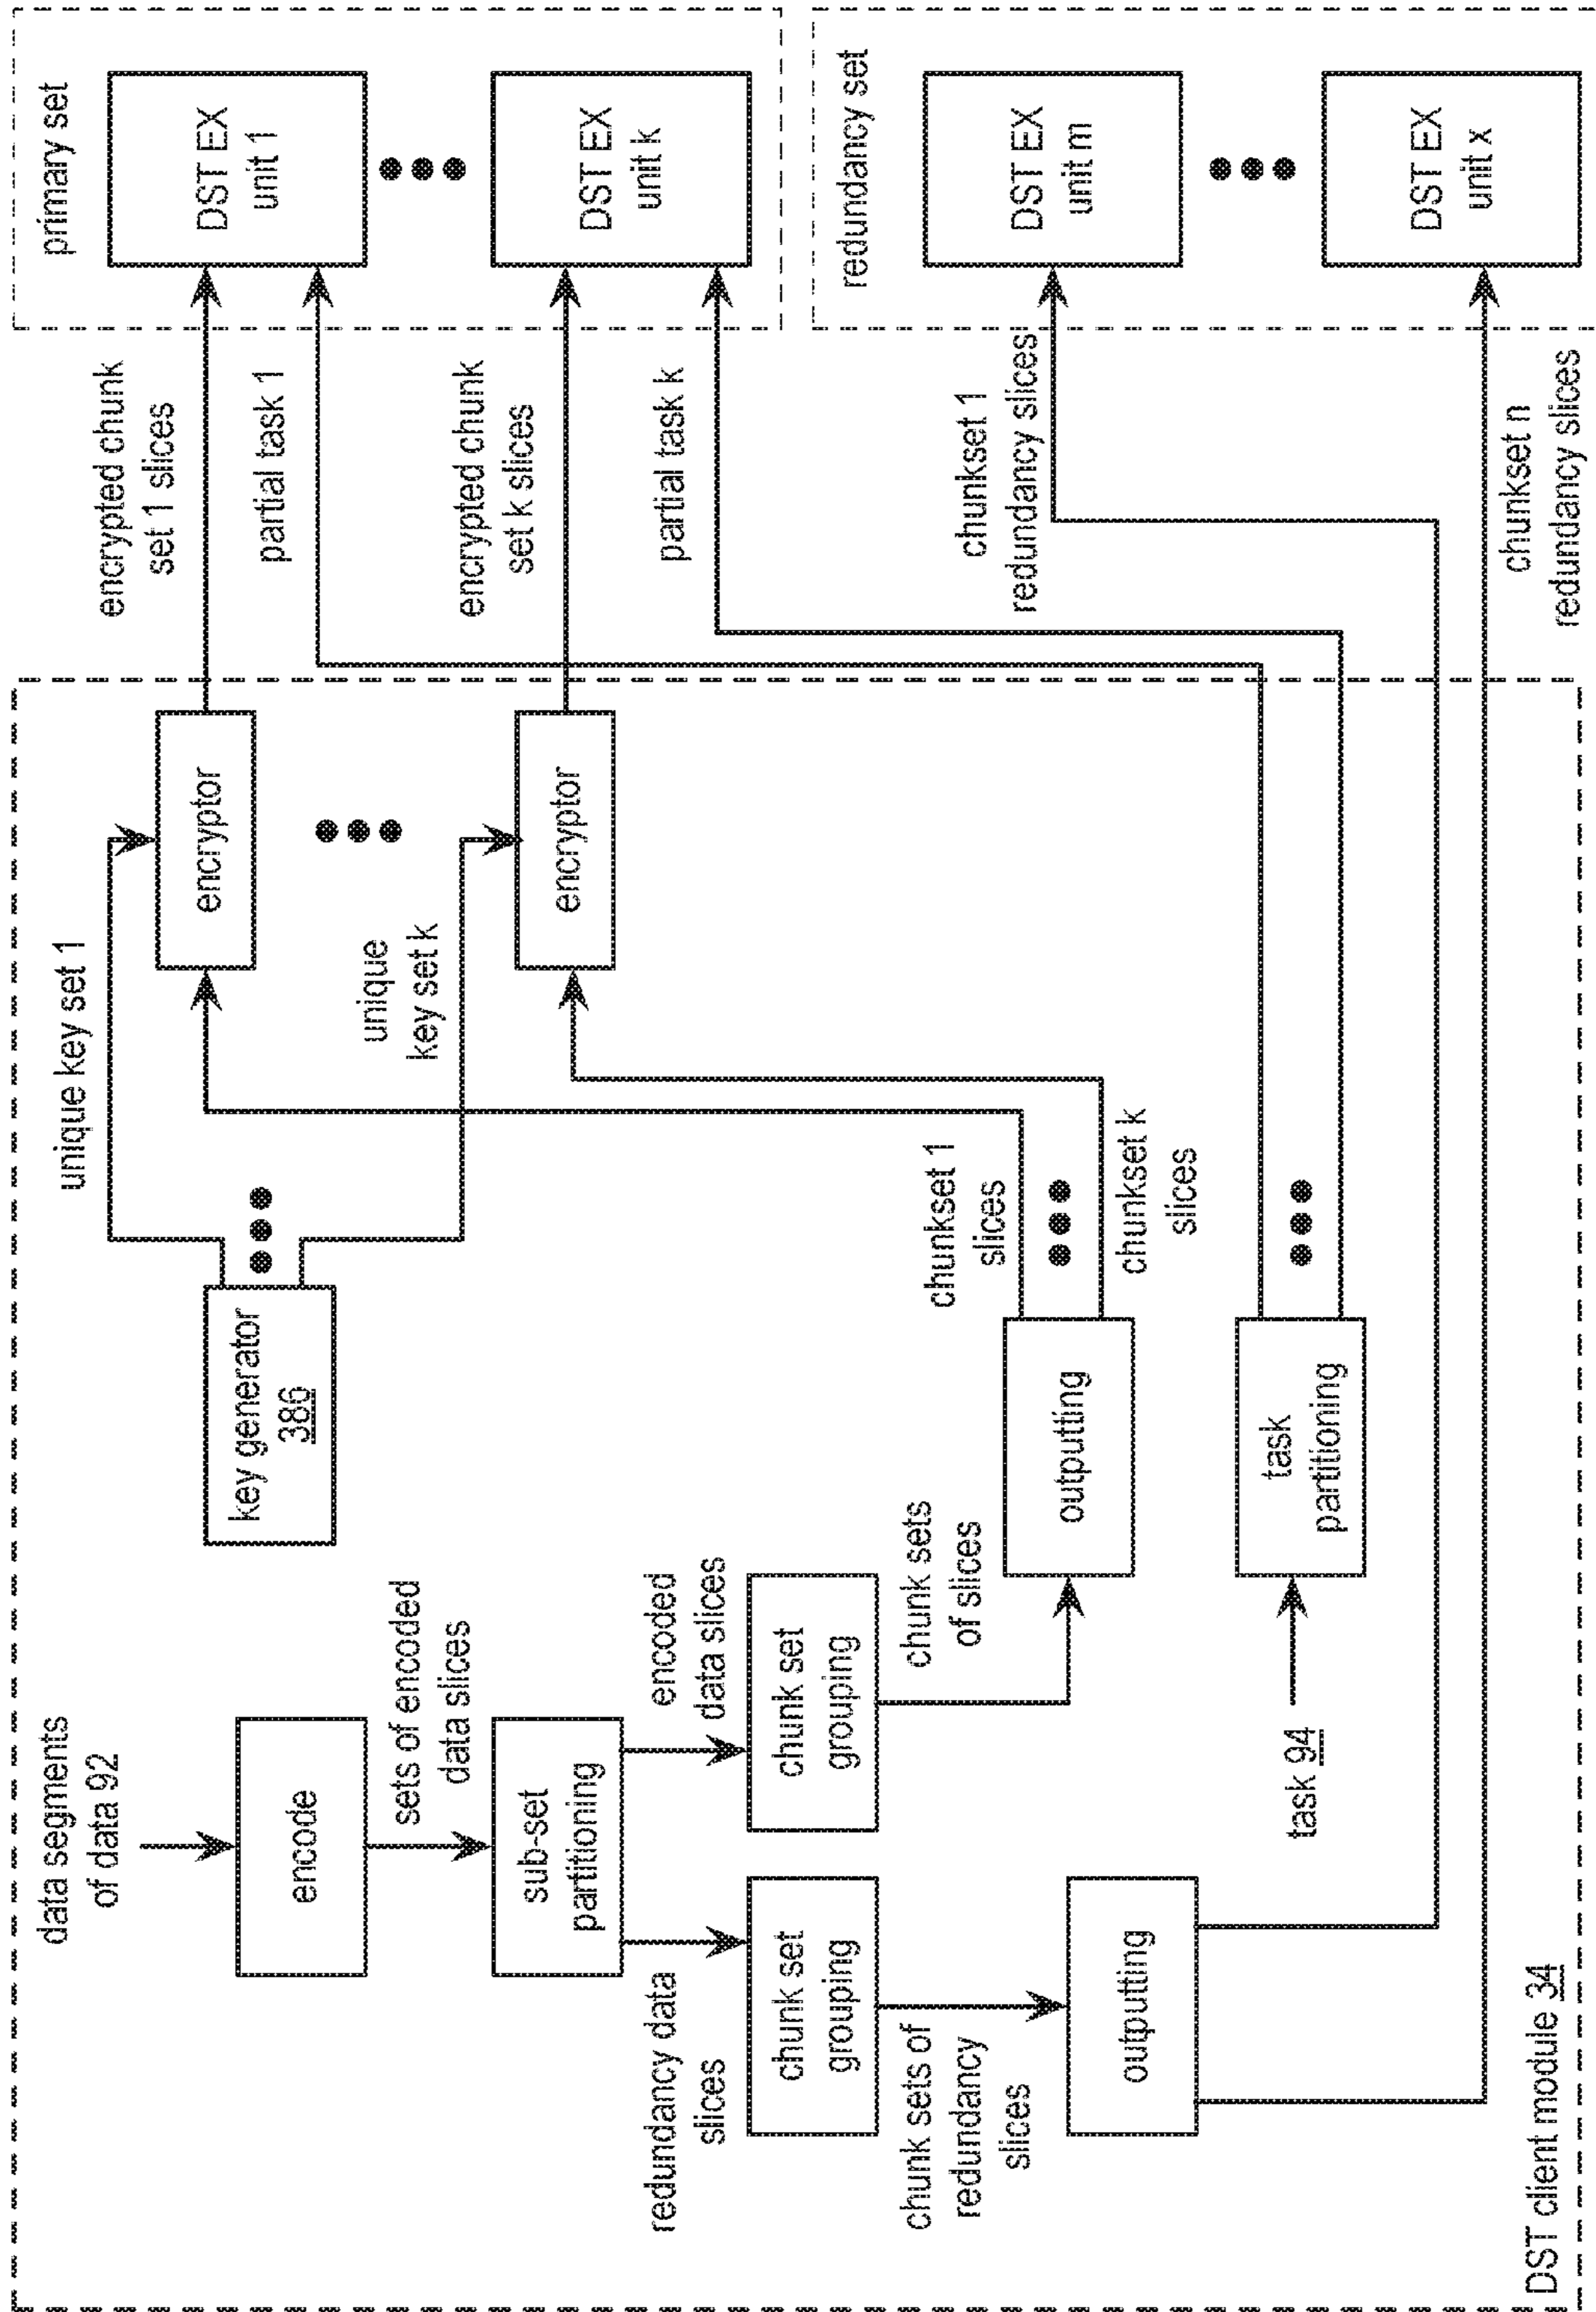 data segments
of data 92
encode
sets of encoded
data slices
sub-set
partitioning
redundancy data
slices
encoded
data slices
chunk set
grouping
chunk set
grouping
chunk sets of
redundancy
slices
chunk sets
of slices
outputting
outputting
task 94
task
partitioning
DST client module 34
key generator
386
unique key set 1
unique
key set k
chunkset 1
slices
chunkset k
slices
encryptor
encryptor
encrypted chunk
set 1 slices
partial task 1
encrypted chunk
set k slices
partial task k
chunkset 1
redundancy slices
chunkset n
redundancy slices
primary set
DST EX
unit 1
DST EX
unit k
redundancy set
DST EX
unit m
DST EX
unit x